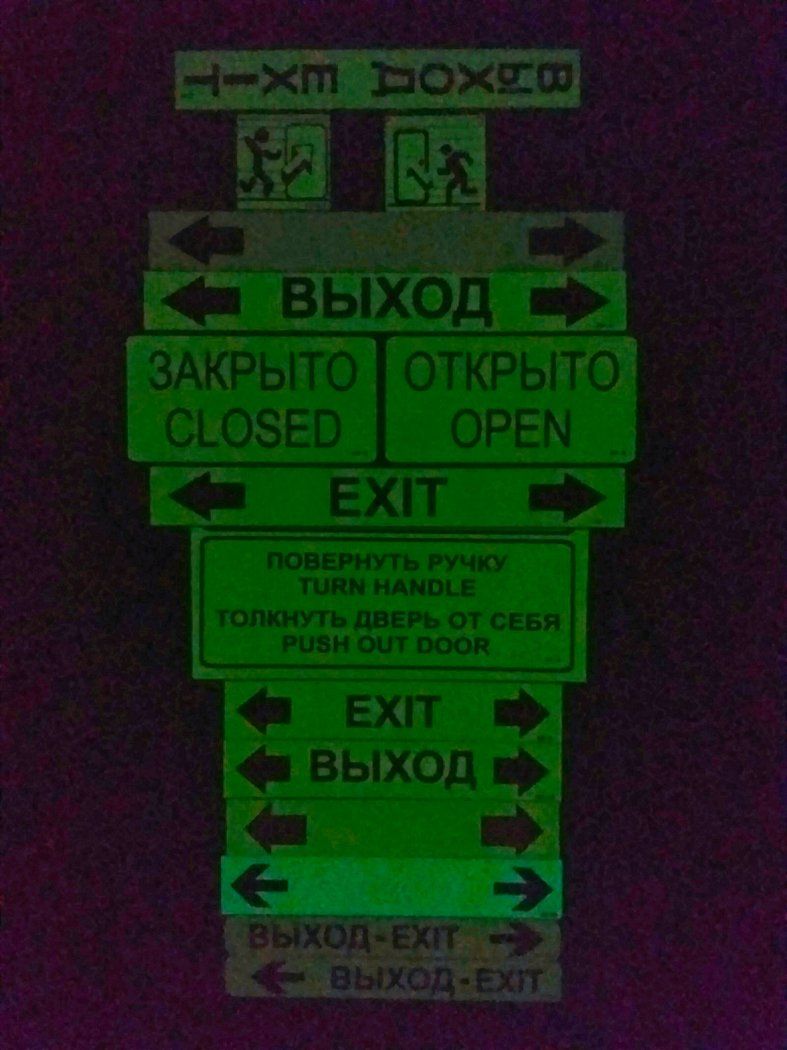 ВЫХОД EXIT
ВЫХОД
ЗАКРЫТО
CLOSED
ОТКРЫТО
OPEN
EXIT
ПОВЕРНУТЬ РУЧКУ
TURN HANDLE
ТОЛКНУТЬ ДВЕРЬ ОТ СЕБЯ
PUSH OUT DOOR
EXIT
ВЫХОД
ВЫХОД-EXIT
ВЫХОД-EXIT